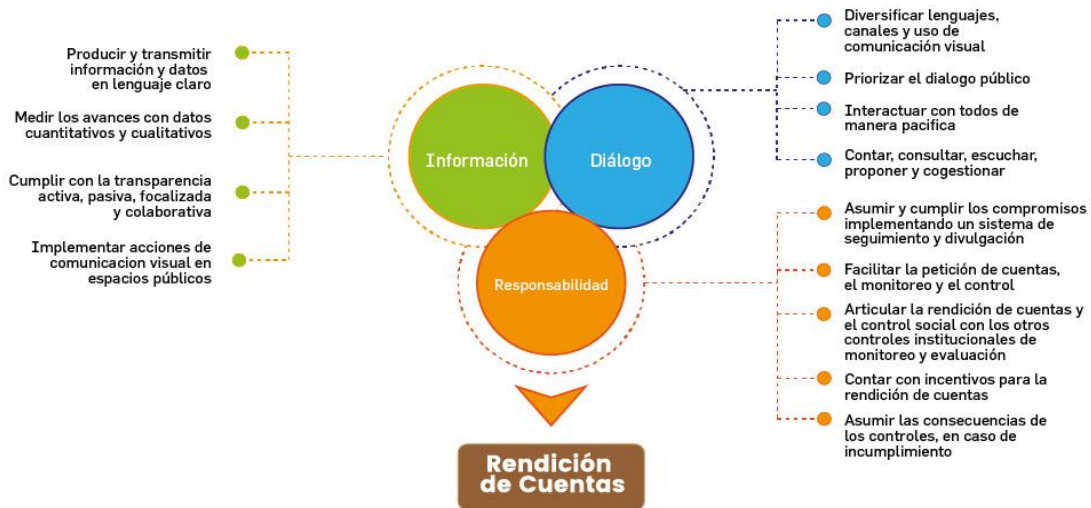 Producir y transmitir
información y datos
en lenguaje claro
Medir los avances con datos
cuantitativos y cualitativos
Cumplir con la transparencia
activa, pasiva, focalizada
y colaborativa
Implementar acciones de
comunicacion visual en
espacios públicos
Información
Diálogo
Responsabilidad
Diversificar lenguajes,
canales y uso de
comunicación visual
Priorizar el dialogo público
Interactuar con todos de
manera pacifica
Contar, consultar, escuchar,
proponer y cogestionar
Asumir y cumplir los compromisos
implementando un sistema de
seguimiento y divulgación
Facilitar la petición de cuentas,
el monitoreo y el control
Articular la rendición de cuentas y
el control social con los otros
controles institucionales de
monitoreo y evaluación
Contar con incentivos para la
rendición de cuentas
Asumir las consecuencias de
los controles, en caso de
incumplimiento
Rendición
de Cuentas